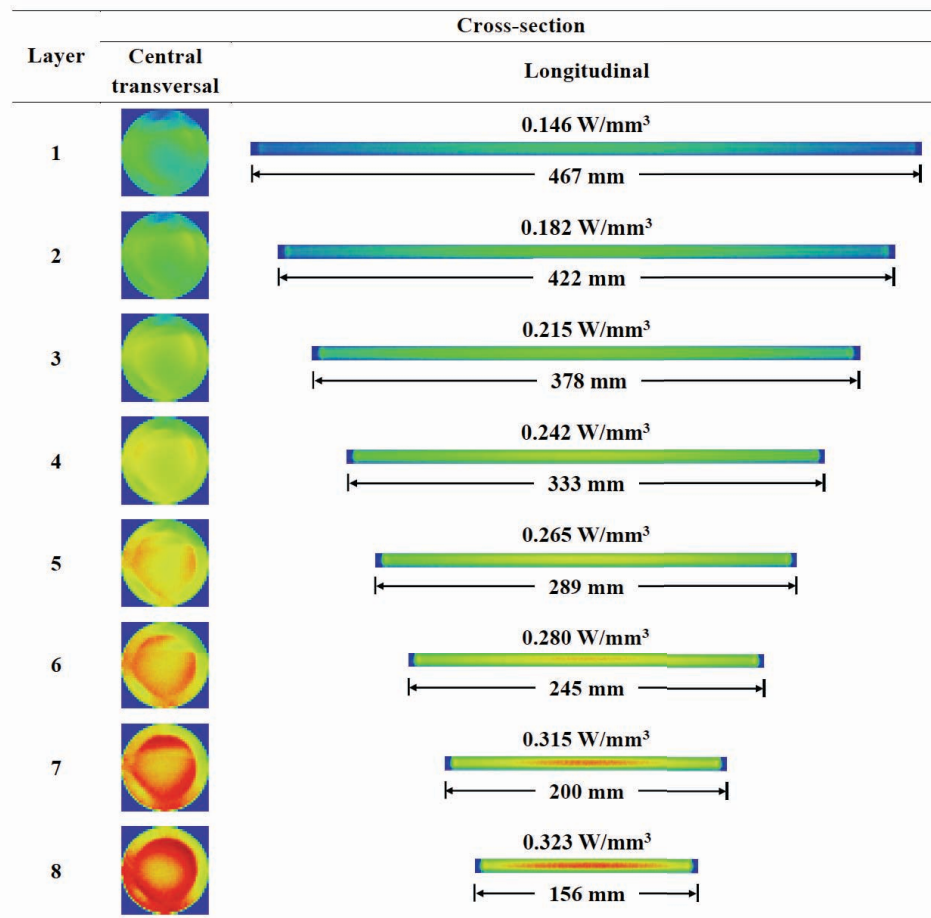 Cross-section
Layer
Central
transversal
Longitudinal
1
0.146 W/mm³
467 mm
2
0.182 W/mm³
422 mm
3
0.215 W/mm³
378 mm
4
0.242 W/mm³
333 mm
5
0.265 W/mm³
289 mm
6
0.280 W/mm³
245 mm
7
0.315 W/mm³
200 mm
8
0.323 W/mm³
156 mm